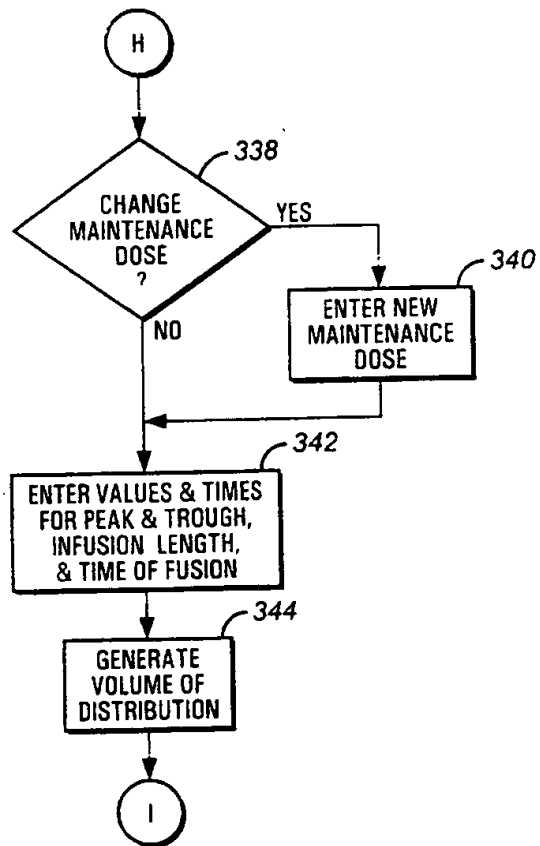 H
338
CHANGE
MAINTENANCE
DOSE
?
YES
340
ENTER NEW
MAINTENANCE
DOSE
NO
342
ENTER VALUES & TIMES
FOR PEAK & TROUGH,
INFUSION LENGTH,
& TIME OF FUSION
344
GENERATE
VOLUME OF
DISTRIBUTION
I